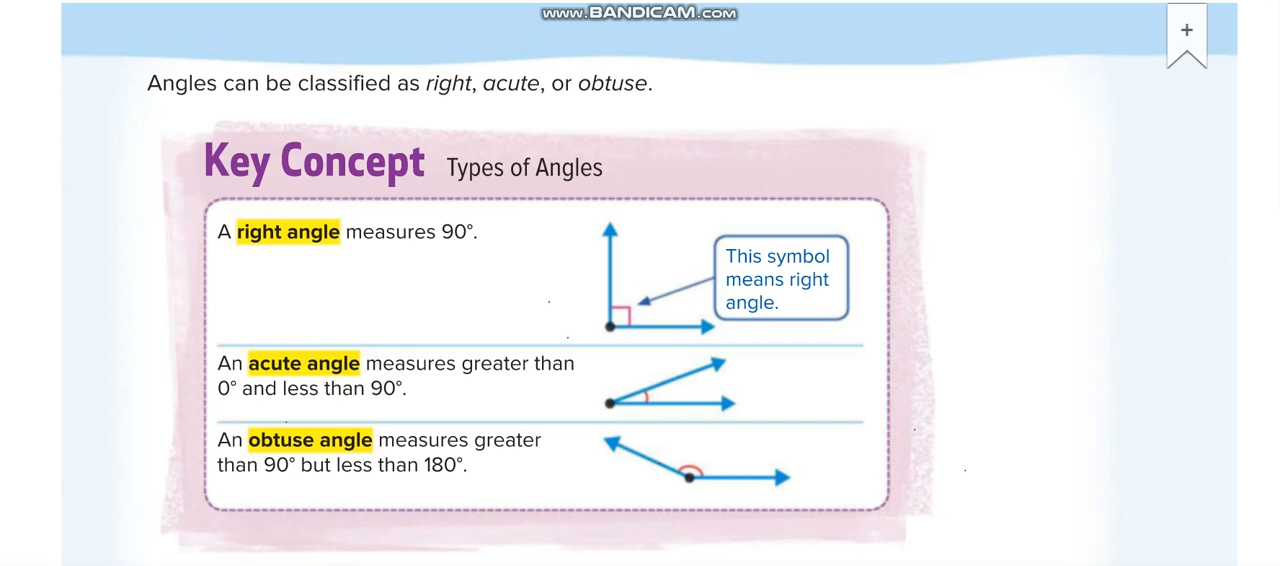 www.BANDICAM.com
+
Angles can be classified as right, acute, or obtuse.
Key Concept Types of Angles
A right angle measures 90°.
This symbol
means right
angle.
An acute angle measures greater than
0° and less than 90°.
An obtuse angle measures greater
than 90° but less than 180°.